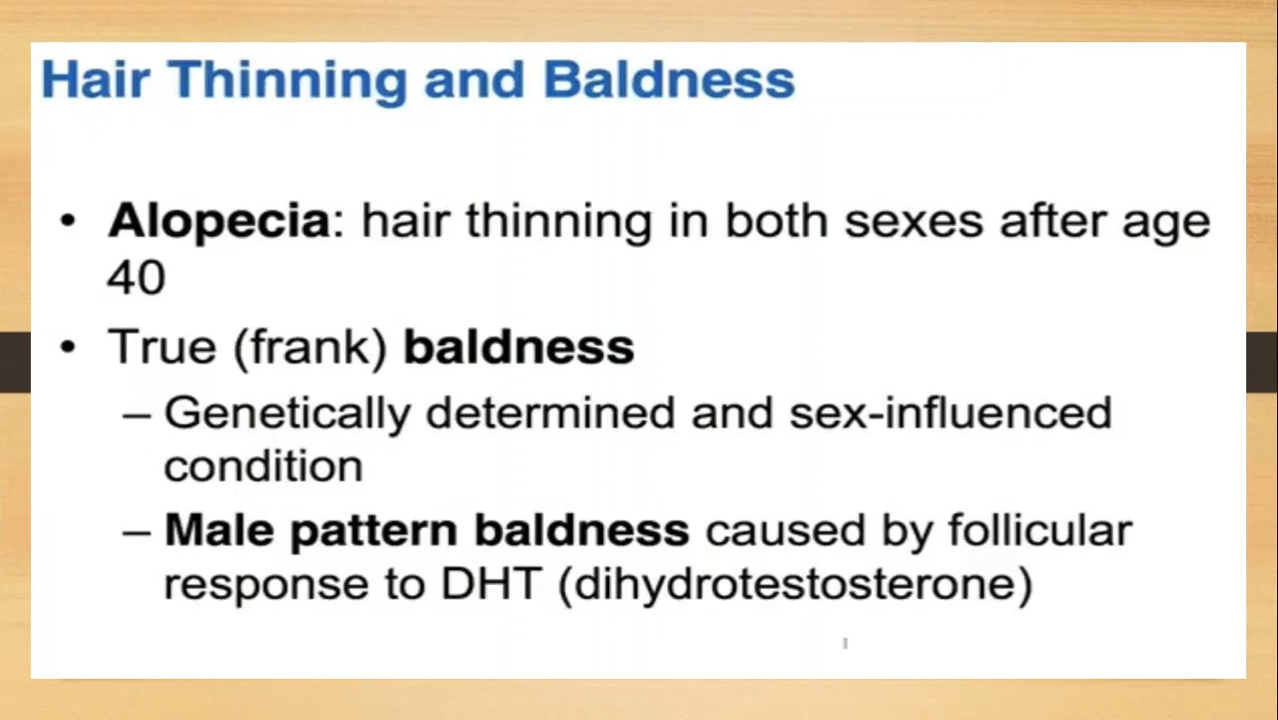 Hair Thinning and Baldness
• Alopecia: hair thinning in both sexes after age
40
• True (frank) baldness
– Genetically determined and sex-influenced
condition
– Male pattern baldness caused by follicular
response to DHT (dihydrotestosterone)